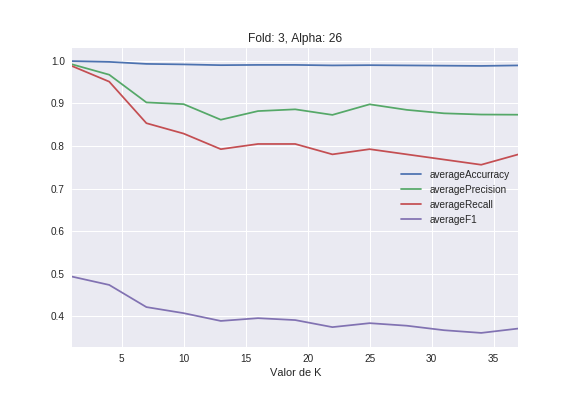 Fold: 3, Alpha: 26
1.0
0.9
0.8
0.7
0.6
0.5
0.4
averageAccurracy
averagePrecision
averageRecall
averageF1
5 10 15 20 25 30 35
Valor de K